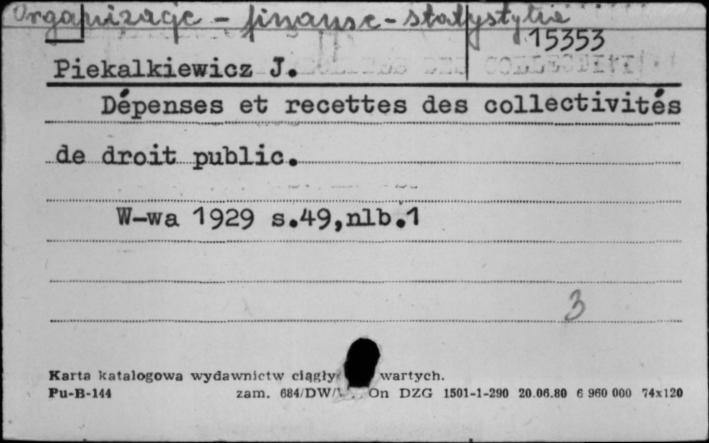 Organizacje - finanse - statystyka
15353
Piekalkiewicz J.
Dépenses et recettes des collectivités
de droit public.
W-wa 1929 s.49,nlb.1
3
Karta katalogowa wydawnictw ciągły wartych.
Pu-B-144 zam. 684/DW/ On DZG 1501-1-290 20.06.80 6 960 000 74x120